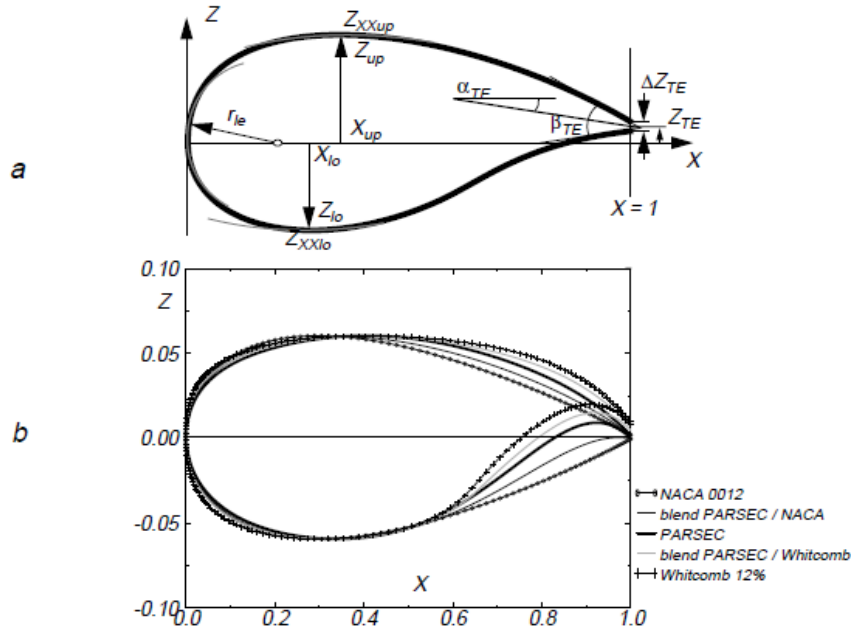 Z
Z_XXup
Z_up
α_TE
ΔZ_TE
r_le
β_TE
Z_TE
X_up
X
a
X_lo
Z_lo
X = 1
Z_XXlo
0.10
Z
0.05
b
0.00
NACA 0012
-0.05
blend PARSEC / NACA
PARSEC
blend PARSEC / Whitcomb
X
Whitcomb 12%
-0.10
0.0 0.2 0.4 0.6 0.8 1.0